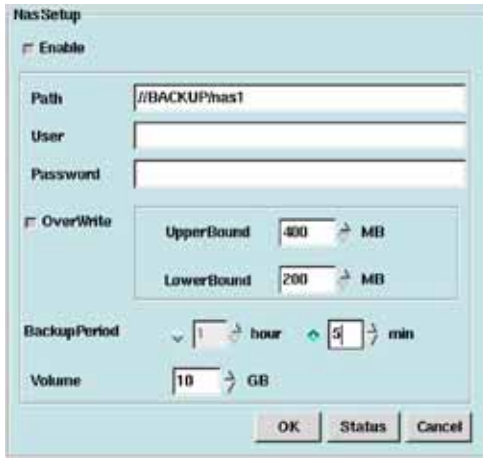 NasSetup
Enable
Path //BACKUP/nas1
User
Password
OverWrite
UpperBound 400 MB
LowerBound 200 MB
BackupPeriod 1 hour 5 min
Volume 10 GB
OK Status Cancel